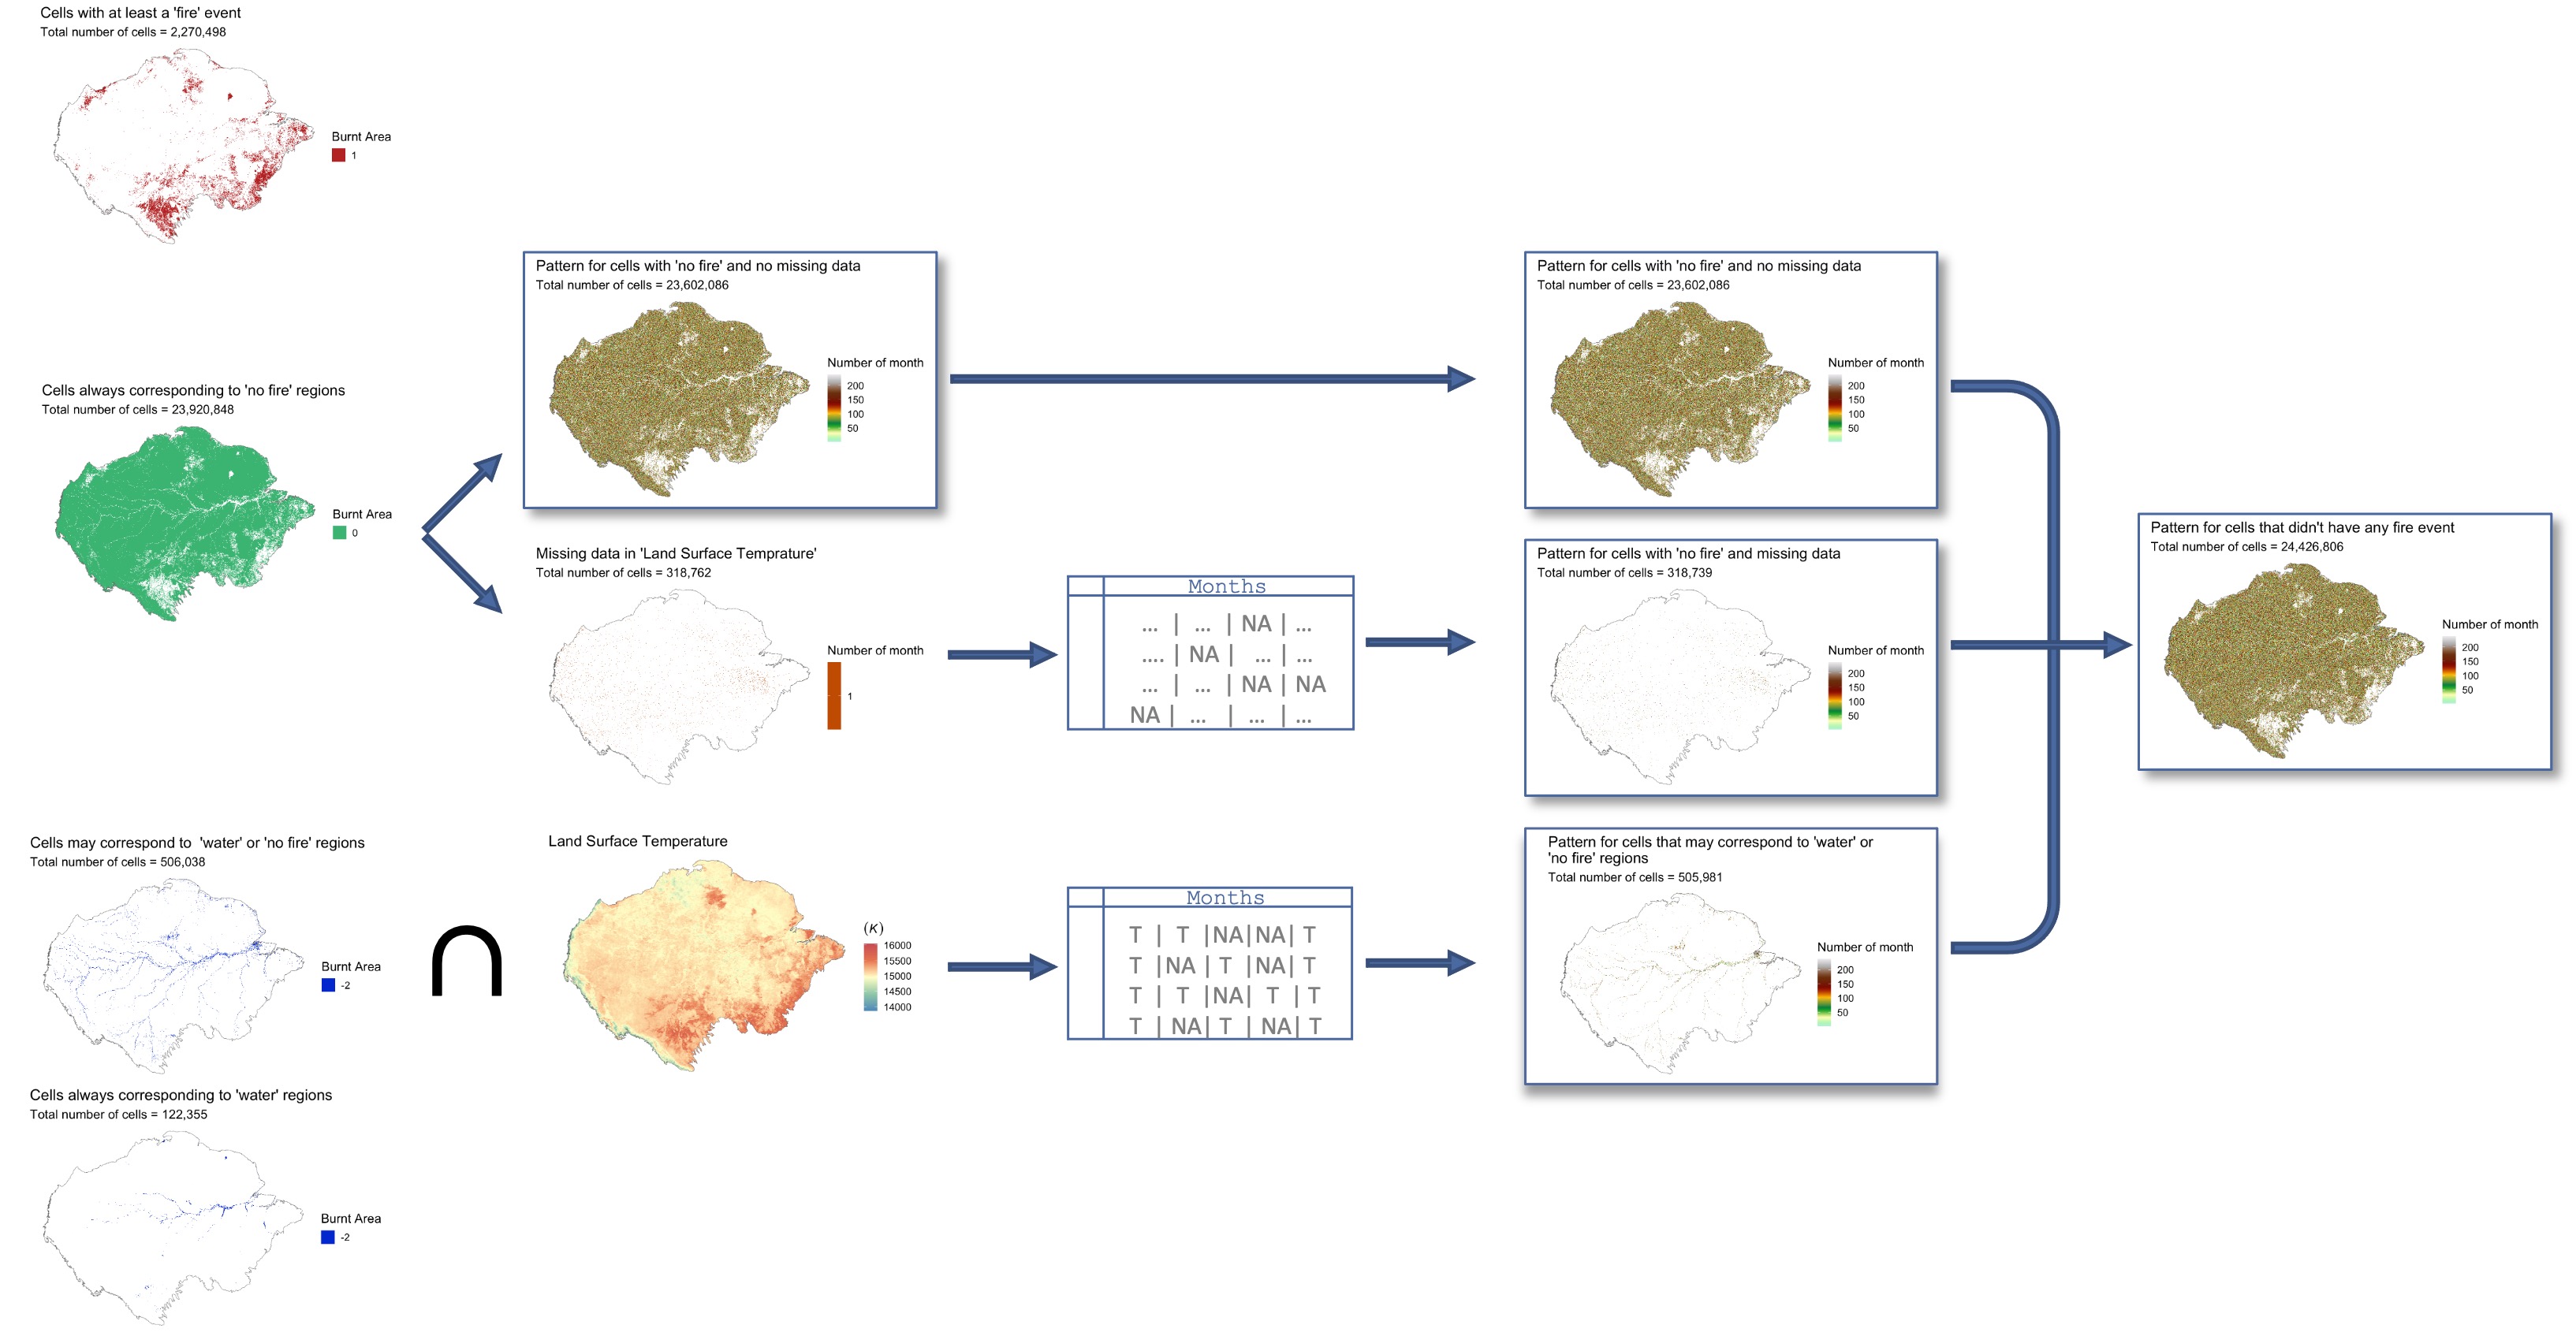 Cells with at least a 'fire' event
Total number of cells = 2,270,498
Burnt Area
1
Cells always corresponding to 'no fire' regions
Total number of cells = 23,920,848
Burnt Area
0
Pattern for cells with 'no fire' and no missing data
Total number of cells = 23,602,086
Number of month
200
150
100
50
Missing data in 'Land Surface Temprature'
Total number of cells = 318,762
Number of month
1
Months
... | ... | NA | ...
.... | NA | ... | ...
... | ... | NA | NA
NA | ... | ... | ...
Pattern for cells with 'no fire' and no missing data
Total number of cells = 23,602,086
Number of month
200
150
100
50
Pattern for cells with 'no fire' and missing data
Total number of cells = 318,739
Number of month
200
150
100
50
Pattern for cells that didn't have any fire event
Total number of cells = 24,426,806
Number of month
200
150
100
50
Cells may correspond to 'water' or 'no fire' regions
Total number of cells = 506,038
Burnt Area
-2
∩
Land Surface Temperature
(K)
16000
15500
15000
14500
14000
Months
T | T |NA|NA| T
T |NA| T |NA| T
T | T |NA| T | T
T | NA| T | NA| T
Pattern for cells that may correspond to 'water' or
'no fire' regions
Total number of cells = 505,981
Number of month
200
150
100
50
Cells always corresponding to 'water' regions
Total number of cells = 122,355
Burnt Area
-2